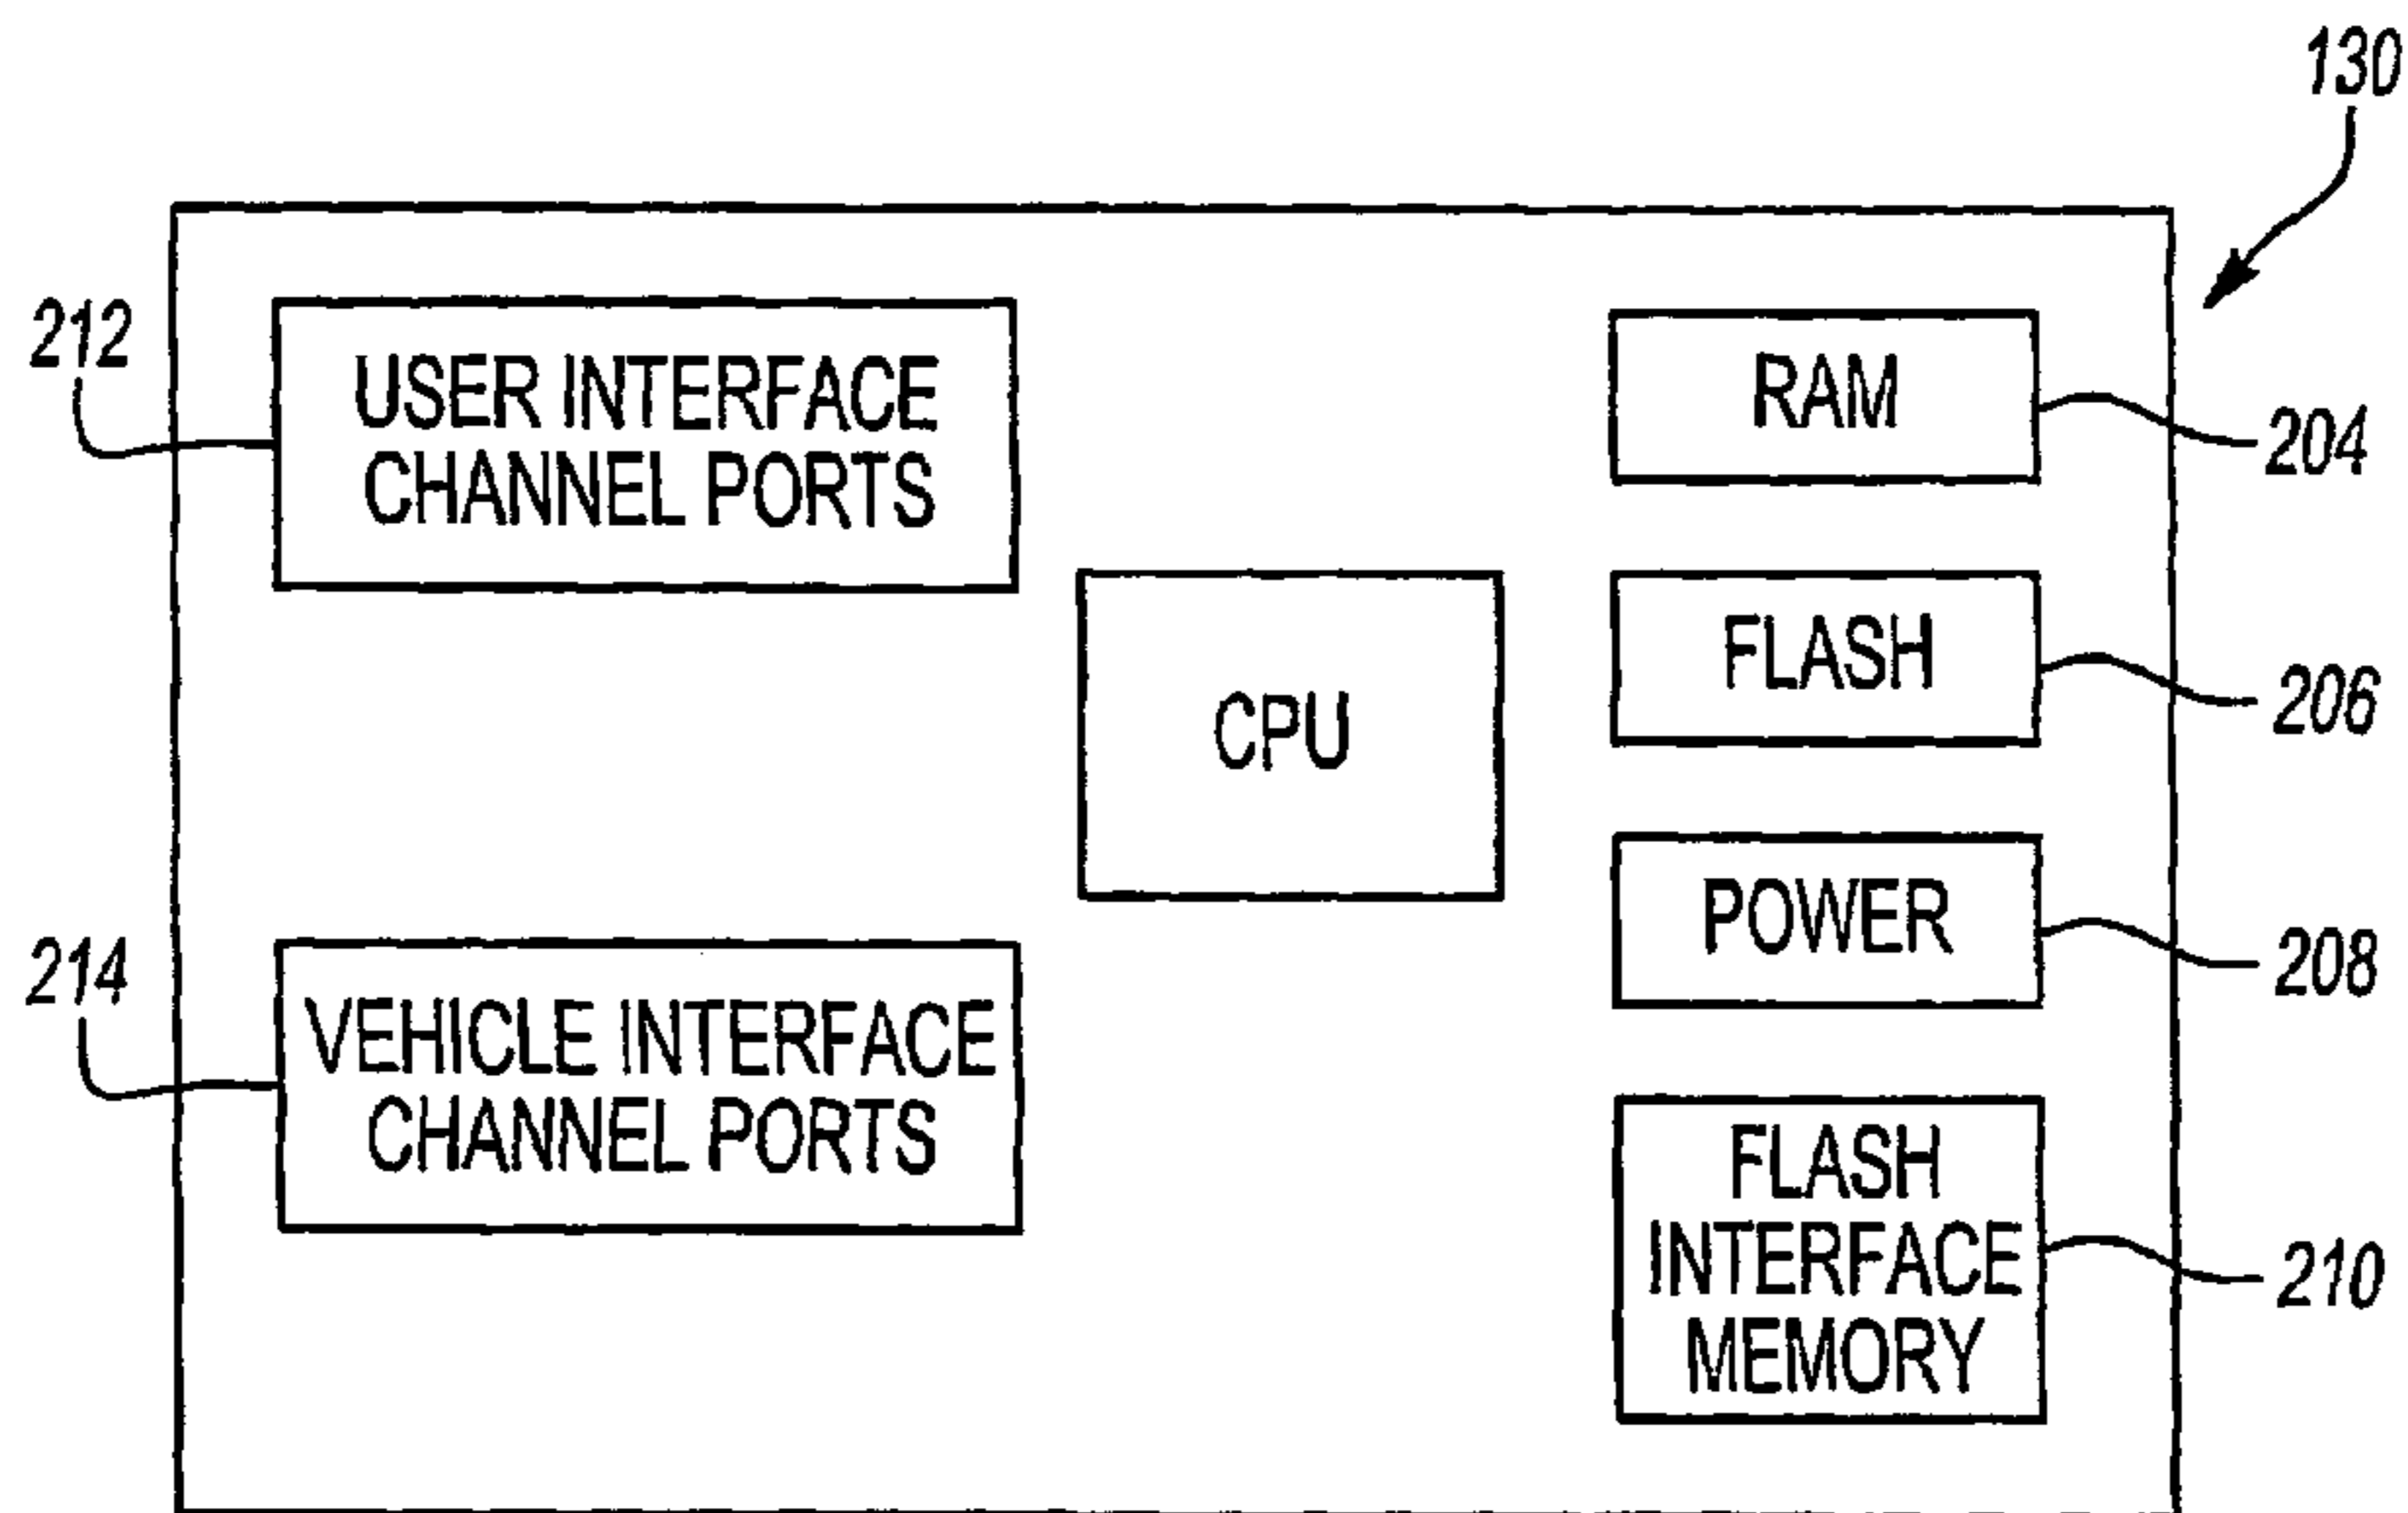 130
212
USER INTERFACE
CHANNEL PORTS
RAM
204
FLASH
206
CPU
POWER
208
214
VEHICLE INTERFACE
CHANNEL PORTS
FLASH
INTERFACE
MEMORY
210